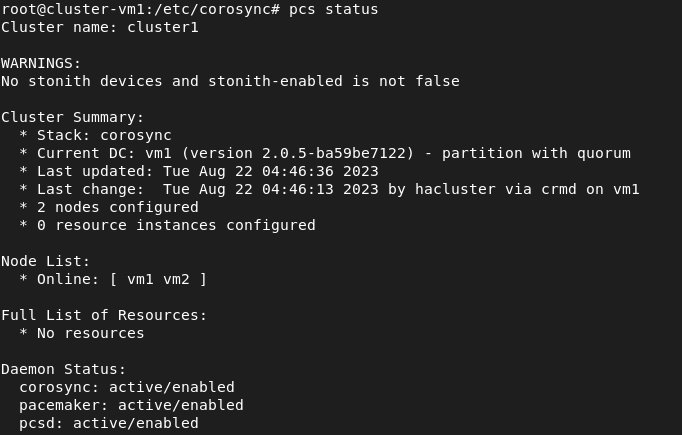 root@cluster-vm1:/etc/corosync# pcs status
Cluster name: cluster1

WARNINGS:
No stonith devices and stonith-enabled is not false

Cluster Summary:
  * Stack: corosync
  * Current DC: vm1 (version 2.0.5-ba59be7122) - partition with quorum
  * Last updated: Tue Aug 22 04:46:36 2023
  * Last change:  Tue Aug 22 04:46:13 2023 by hacluster via crmd on vm1
  * 2 nodes configured
  * 0 resource instances configured

Node List:
  * Online: [ vm1 vm2 ]

Full List of Resources:
  * No resources

Daemon Status:
  corosync: active/enabled
  pacemaker: active/enabled
  pcsd: active/enabled